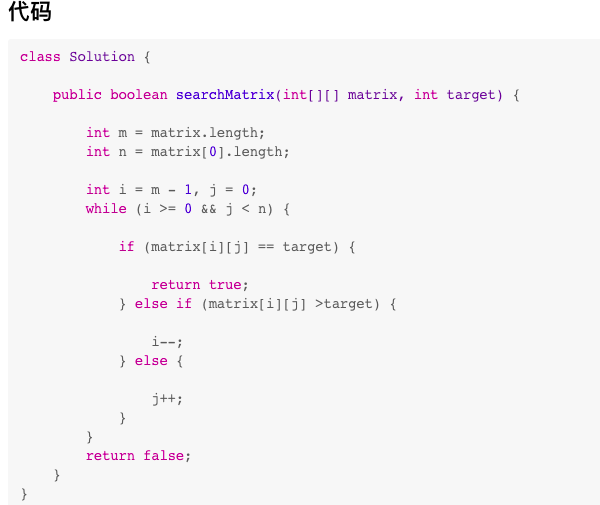 代码
class Solution {
    public boolean searchMatrix(int[][] matrix, int target) {
        int m = matrix.length;
        int n = matrix[0].length;
        int i = m - 1, j = 0;
        while (i >= 0 && j < n) {
            if (matrix[i][j] == target) {
                return true;
            } else if (matrix[i][j] >target) {
                i--;
            } else {
                j++;
            }
        }
        return false;
    }
}